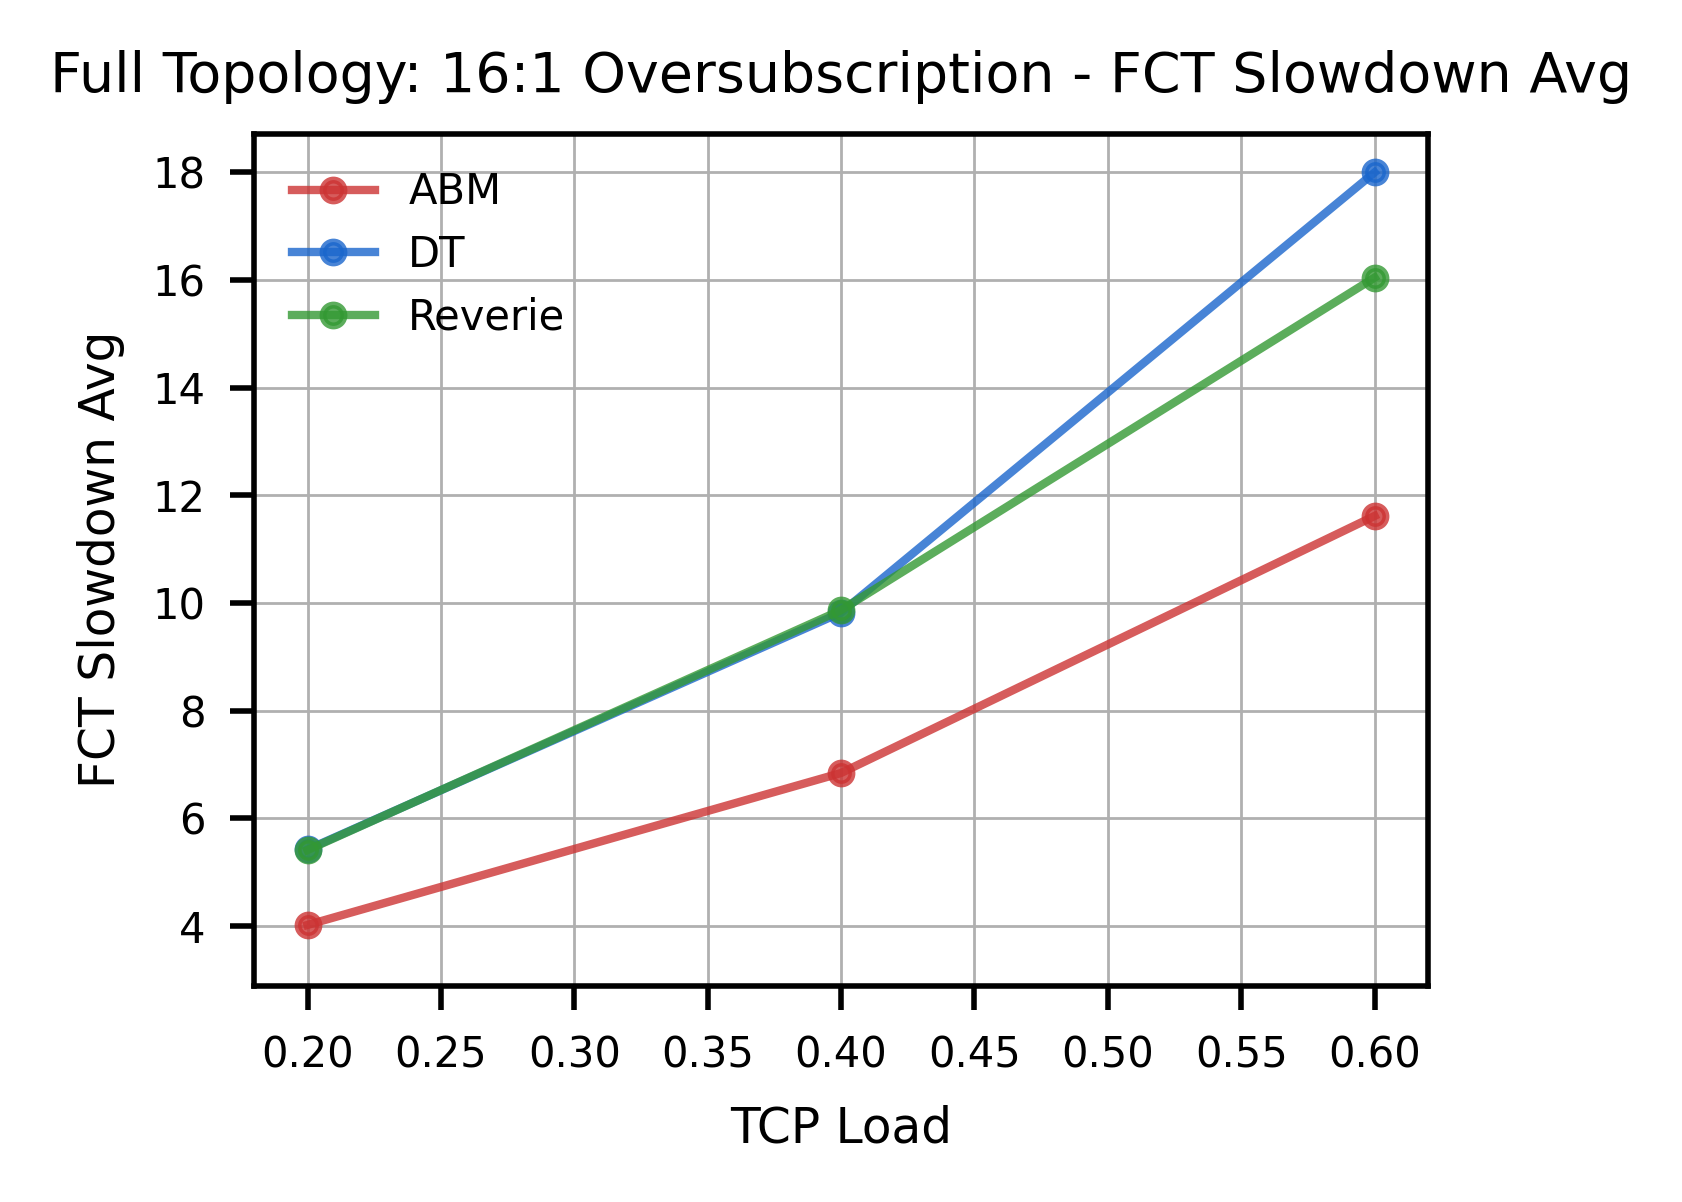 Full Topology: 16:1 Oversubscription - FCT Slowdown Avg
ABM
DT
Reverie
FCT Slowdown Avg
18
16
14
12
10
8
6
4
0.20 0.25 0.30 0.35 0.40 0.45 0.50 0.55 0.60
TCP Load